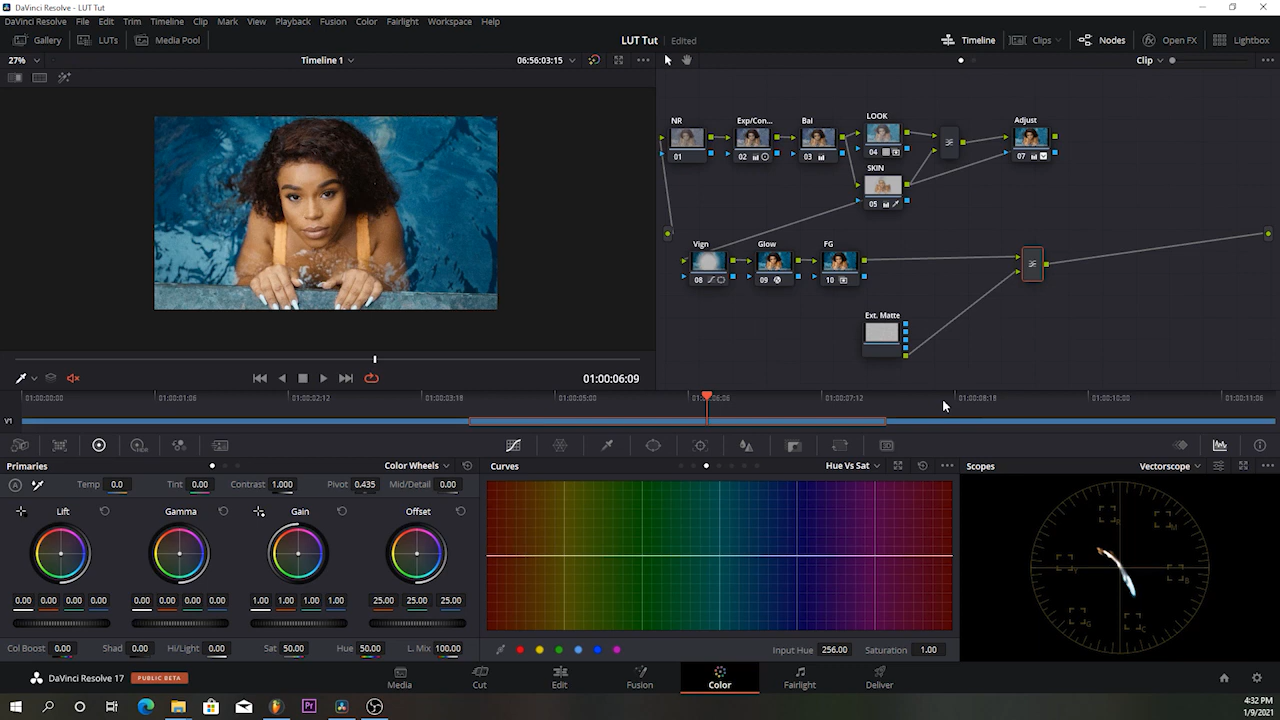 DaVinci Resolve - LUT Tut
DaVinci Resolve File Edit Trim Timeline Clip Mark View Playback Fusion Color Fairlight Workspace Help
Gallery LUTs Media Pool LUT Tut Edited Timeline Clips Nodes Open FX Lightbox
27% Timeline 1 06:56:03:15 Clip
NR Exp/Con... Bal LOOK Adjust
01 02 03 04 07
SKIN
05
Vign Glow FG
08 09 10
Ext. Matte
01:00:06:09
01:00:00:00 01:00:01:06 01:00:02:12 01:00:03:18 01:00:05:00 01:00:06:06 01:00:07:12 01:00:08:18 01:00:10:00 01:00:11:06
V1
Primaries Color Wheels Curves Hue Vs Sat Scopes Vectorscope
A Temp 0.0 Tint 0.00 Contrast 1.000 Pivot 0.435 Mid/Detail 0.00
Lift Gamma Gain Offset
0.00 0.00 0.00 0.00 0.00 0.00 0.00 0.00 1.00 1.00 1.00 1.00 25.00 25.00 25.00
Col Boost 0.00 Shad 0.00 Hi/Light 0.00 Sat 50.00 Hue 50.00 L. Mix 100.00 Input Hue 256.00 Saturation 1.00
DaVinci Resolve 17 PUBLIC BETA Media Cut Edit Fusion Color Fairlight Deliver
Pr
4:32 PM
1/9/2021